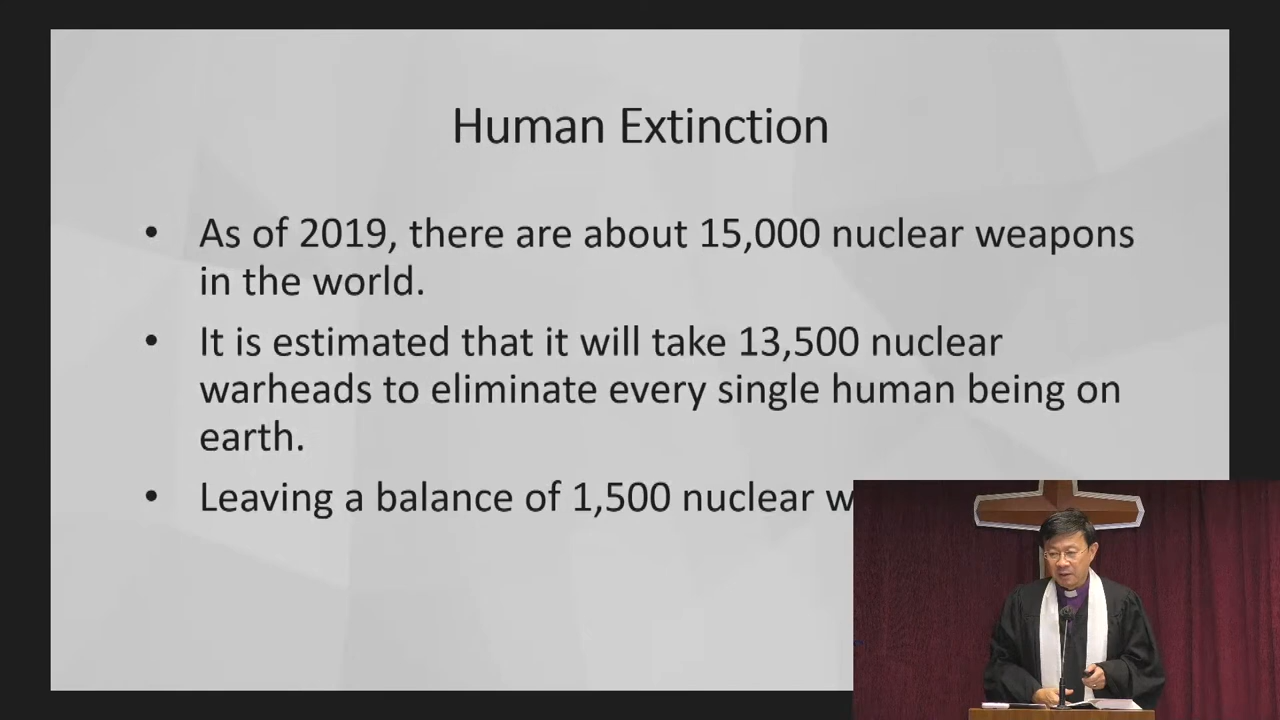 Human Extinction
• As of 2019, there are about 15,000 nuclear weapons
in the world.
• It is estimated that it will take 13,500 nuclear
warheads to eliminate every single human being on
earth.
• Leaving a balance of 1,500 nuclear